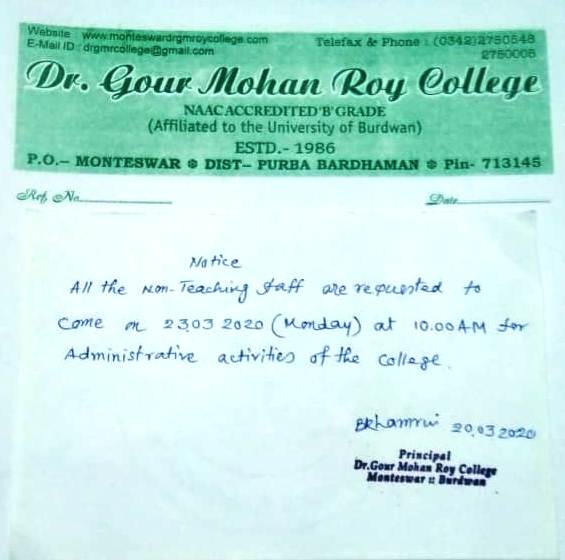 Website : www.monteswardrgmroycollege.com
E-Mail ID : drgmrcollege@gmail.com
Telefax & Phone : (0342)2750548
2750005
Dr. Gour Mohan Roy College
NAAC ACCREDITED 'B' GRADE
(Affiliated to the University of Burdwan)
ESTD.- 1986
P.O.– MONTESWAR ❁ DIST– PURBA BARDHAMAN ❁ Pin- 713145
Ref. No.
Date
Notice
All the Non-Teaching staff are requested to
Come on 23.03 2020 (Monday) at 10.00 AM for
Administrative activities of the College.
BKhamrui 20.03 2020
Principal
Dr.Gour Mohan Roy College
Monteswar :: Burdwan